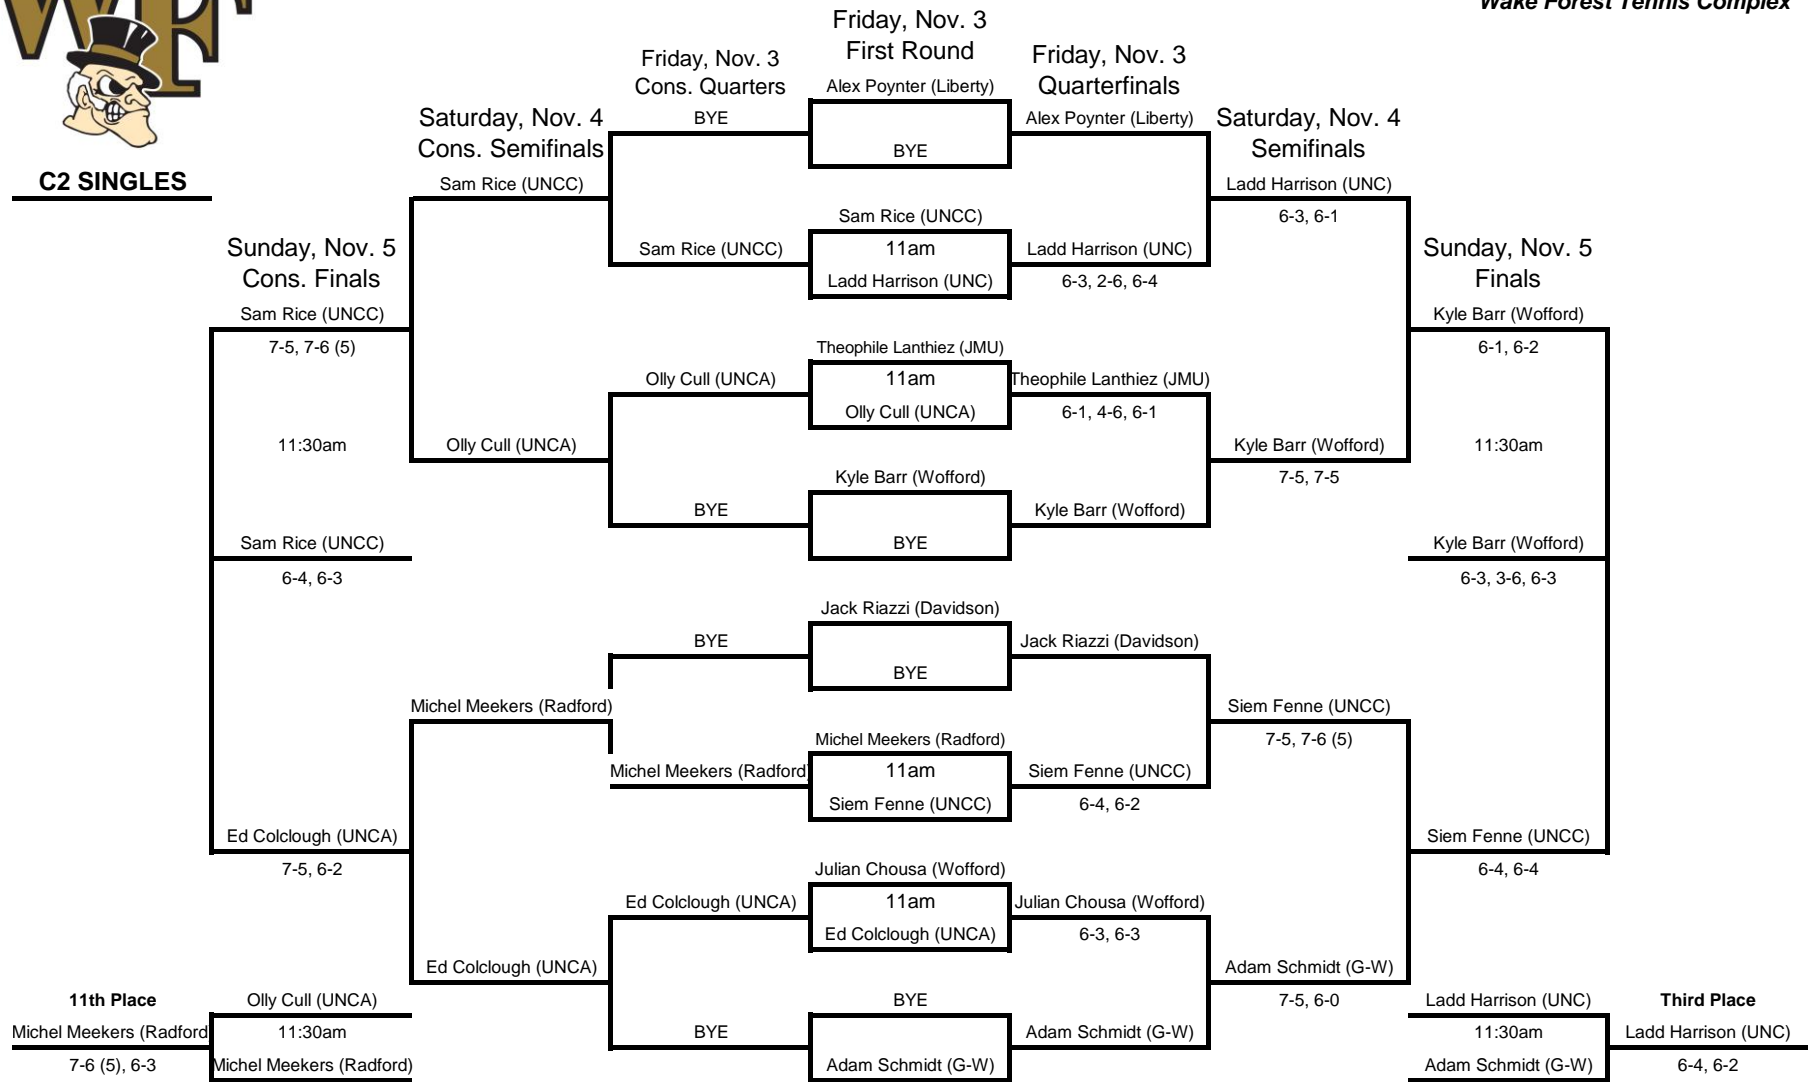 WF
Wake Forest Tennis Complex
C2 SINGLES
Sunday, Nov. 5
Cons. Finals
Sam Rice (UNCC)
7-5, 7-6 (5)
11:30am
Sam Rice (UNCC)
6-4, 6-3
Ed Colclough (UNCA)
7-5, 6-2
11th Place
Michel Meekers (Radford
7-6 (5), 6-3
Olly Cull (UNCA)
11:30am
Michel Meekers (Radford)
Saturday, Nov. 4
Cons. Semifinals
Sam Rice (UNCC)
Olly Cull (UNCA)
Michel Meekers (Radford)
Ed Colclough (UNCA)
Friday, Nov. 3
Cons. Quarters
BYE
Sam Rice (UNCC)
Olly Cull (UNCA)
BYE
BYE
Michel Meekers (Radford)
Ed Colclough (UNCA)
BYE
Friday, Nov. 3
First Round
Alex Poynter (Liberty)
BYE
Sam Rice (UNCC)
11am
Ladd Harrison (UNC)
Theophile Lanthiez (JMU)
11am
Olly Cull (UNCA)
Kyle Barr (Wofford)
BYE
Jack Riazzi (Davidson)
BYE
Michel Meekers (Radford)
11am
Siem Fenne (UNCC)
Julian Chousa (Wofford)
11am
Ed Colclough (UNCA)
BYE
Adam Schmidt (G-W)
Friday, Nov. 3
Quarterfinals
Alex Poynter (Liberty)
Ladd Harrison (UNC)
6-3, 2-6, 6-4
Theophile Lanthiez (JMU)
6-1, 4-6, 6-1
Kyle Barr (Wofford)
Jack Riazzi (Davidson)
Siem Fenne (UNCC)
6-4, 6-2
Julian Chousa (Wofford)
6-3, 6-3
Adam Schmidt (G-W)
Saturday, Nov. 4
Semifinals
Ladd Harrison (UNC)
6-3, 6-1
Kyle Barr (Wofford)
7-5, 7-5
Siem Fenne (UNCC)
7-5, 7-6 (5)
Adam Schmidt (G-W)
7-5, 6-0
Sunday, Nov. 5
Finals
Kyle Barr (Wofford)
6-1, 6-2
11:30am
Kyle Barr (Wofford)
6-3, 3-6, 6-3
Siem Fenne (UNCC)
6-4, 6-4
Ladd Harrison (UNC)
11:30am
Adam Schmidt (G-W)
Third Place
Ladd Harrison (UNC)
6-4, 6-2